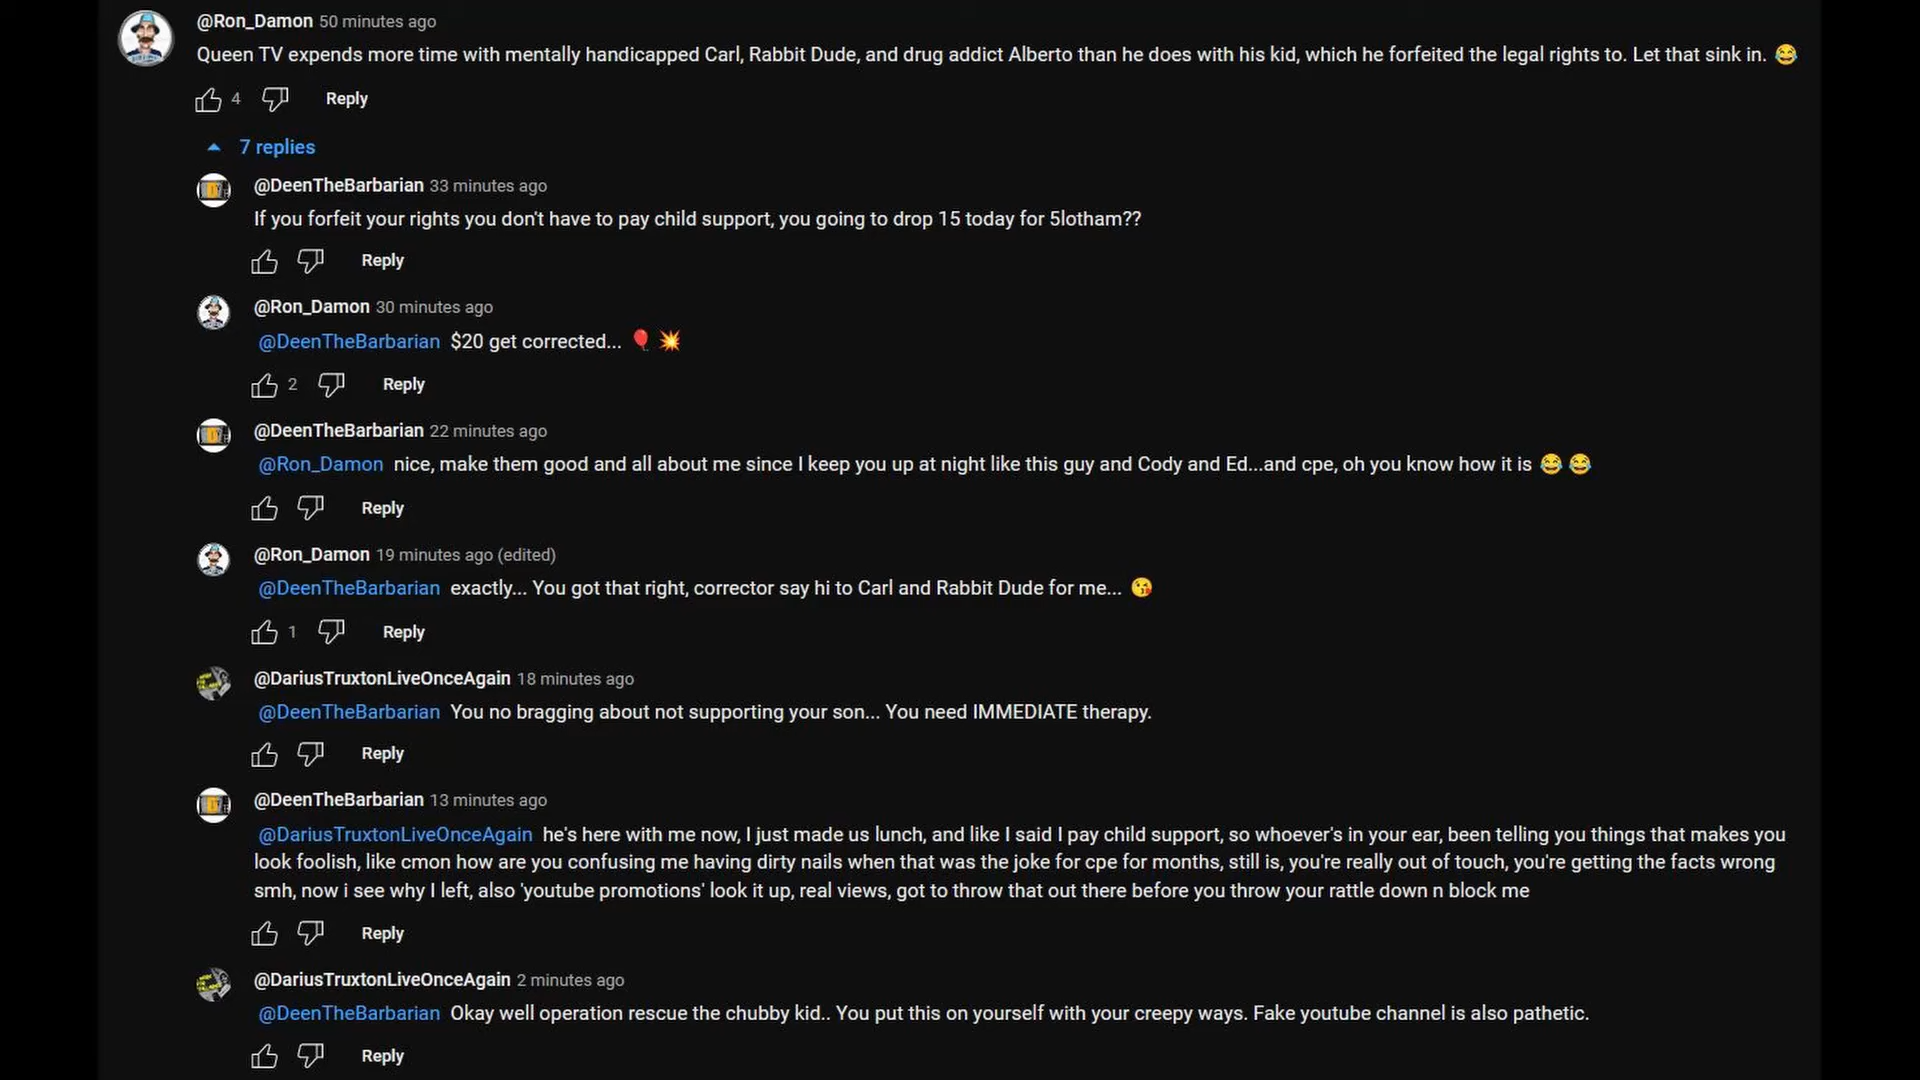 @Ron_Damon 50 minutes ago
Queen TV expends more time with mentally handicapped Carl, Rabbit Dude, and drug addict Alberto than he does with his kid, which he forfeited the legal rights to. Let that sink in. 😂
4 Reply
7 replies
@DeenTheBarbarian 33 minutes ago
If you forfeit your rights you don't have to pay child support, you going to drop 15 today for 5lotham??
Reply
@Ron_Damon 30 minutes ago
@DeenTheBarbarian $20 get corrected... 🎈 💥
2 Reply
@DeenTheBarbarian 22 minutes ago
@Ron_Damon nice, make them good and all about me since I keep you up at night like this guy and Cody and Ed...and cpe, oh you know how it is 😂 😂
Reply
@Ron_Damon 19 minutes ago (edited)
@DeenTheBarbarian exactly... You got that right, corrector say hi to Carl and Rabbit Dude for me... 😘
1 Reply
@DariusTruxtonLiveOnceAgain 18 minutes ago
@DeenTheBarbarian You no bragging about not supporting your son... You need IMMEDIATE therapy.
Reply
@DeenTheBarbarian 13 minutes ago
@DariusTruxtonLiveOnceAgain he's here with me now, I just made us lunch, and like I said I pay child support, so whoever's in your ear, been telling you things that makes you
look foolish, like cmon how are you confusing me having dirty nails when that was the joke for cpe for months, still is, you're really out of touch, you're getting the facts wrong
smh, now i see why I left, also 'youtube promotions' look it up, real views, got to throw that out there before you throw your rattle down n block me
Reply
@DariusTruxtonLiveOnceAgain 2 minutes ago
@DeenTheBarbarian Okay well operation rescue the chubby kid.. You put this on yourself with your creepy ways. Fake youtube channel is also pathetic.
Reply